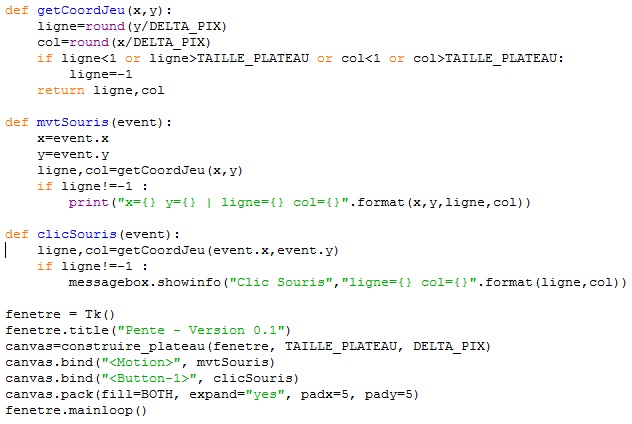 def getCoordJeu(x,y):
    ligne=round(y/DELTA_PIX)
    col=round(x/DELTA_PIX)
    if ligne<1 or ligne>TAILLE_PLATEAU or col<1 or col>TAILLE_PLATEAU:
        ligne=-1
    return ligne,col

def mvtSouris(event):
    x=event.x
    y=event.y
    ligne,col=getCoordJeu(x,y)
    if ligne!=-1 :
        print("x={} y={} | ligne={} col={}".format(x,y,ligne,col))

def clicSouris(event):
    ligne,col=getCoordJeu(event.x,event.y)
    if ligne!=-1 :
        messagebox.showinfo("Clic Souris","ligne={} col={}".format(ligne,col))

fenetre = Tk()
fenetre.title("Pente - Version 0.1")
canvas=construire_plateau(fenetre, TAILLE_PLATEAU, DELTA_PIX)
canvas.bind("<Motion>", mvtSouris)
canvas.bind("<Button-1>", clicSouris)
canvas.pack(fill=BOTH, expand="yes", padx=5, pady=5)
fenetre.mainloop()